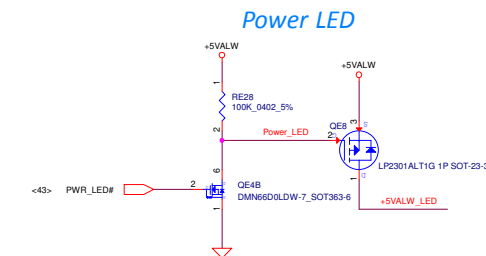 Power LED
+5VALW
+5VALW
1
RE28
100K_0402_5%
2
Power_LED
QE8
2
3
S
G
LP2301ALT1G 1P SOT-23-3
D
1
6
<43> PWR_LED#
2
QE4B
DMN66D0LDW-7_SOT363-6
1
+5VALW_LED